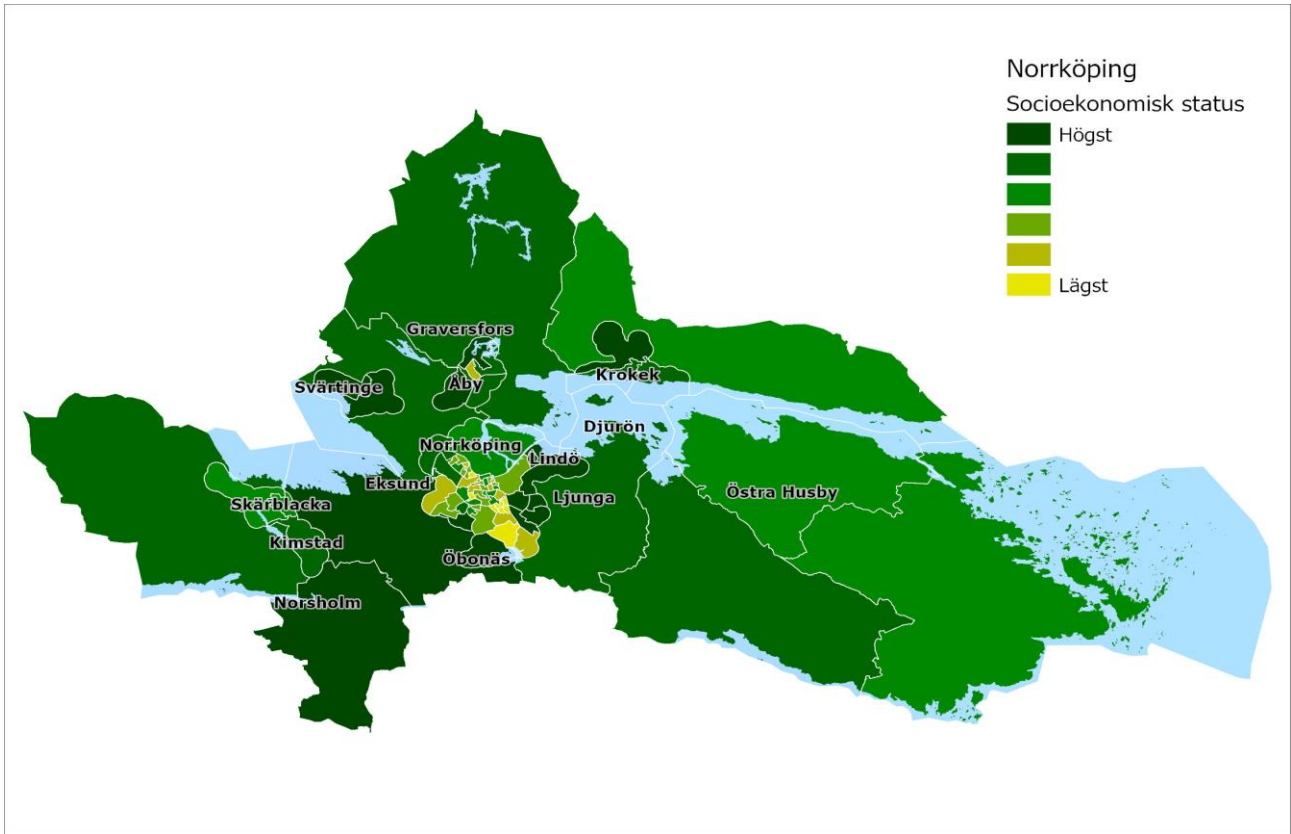 Norrköping
Socioekonomisk status
Högst
Lägst
Graversfors
Svärtinge
Åby
Krokek
Djurön
Norrköping
Lindö
Eksund
Ljunga
Östra Husby
Skärblacka
Kimstad
Öbonäs
Norsholm